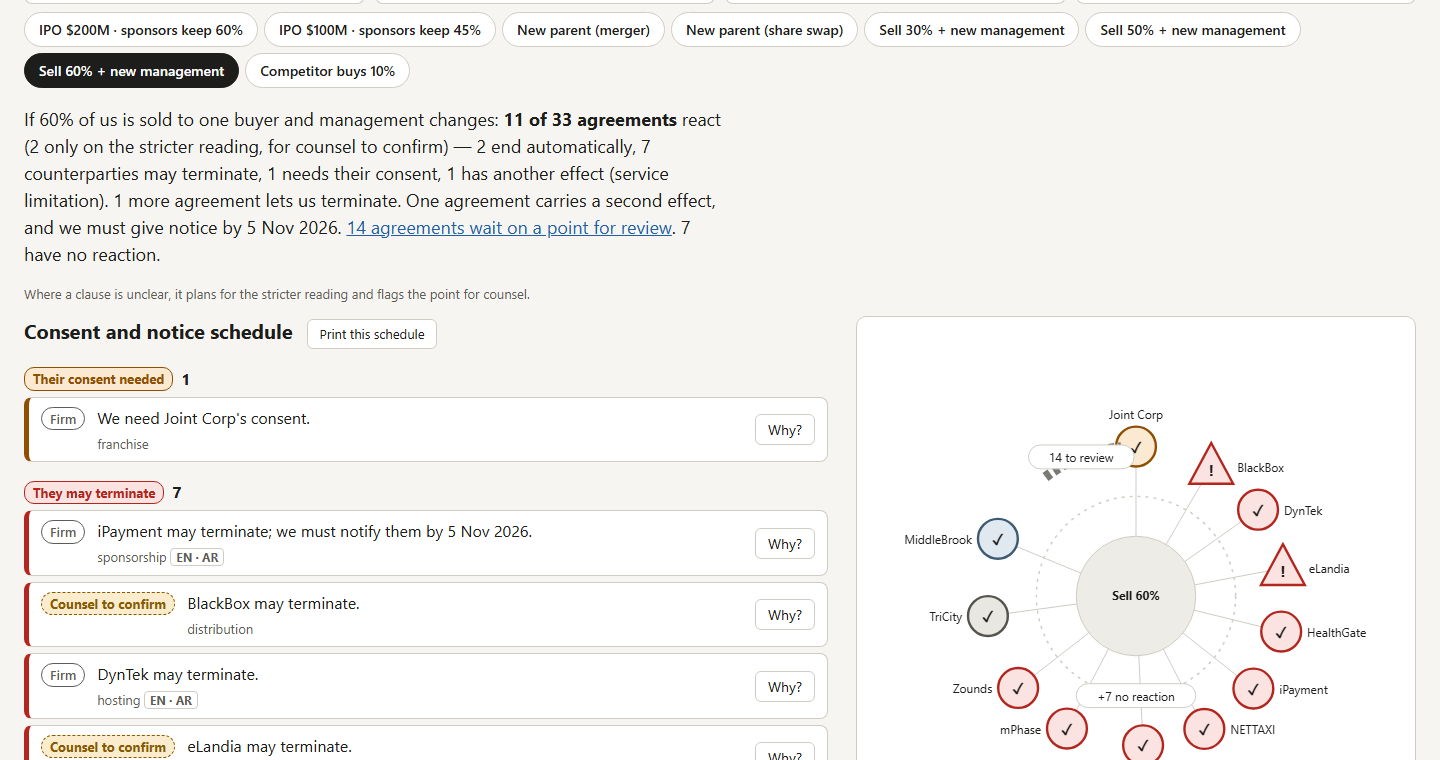 IPO $200M · sponsors keep 60%
IPO $100M · sponsors keep 45%
New parent (merger)
New parent (share swap)
Sell 30% + new management
Sell 50% + new management
Sell 60% + new management
Competitor buys 10%
If 60% of us is sold to one buyer and management changes: 11 of 33 agreements react
(2 only on the stricter reading, for counsel to confirm) — 2 end automatically, 7
counterparties may terminate, 1 needs their consent, 1 has another effect (service
limitation). 1 more agreement lets us terminate. One agreement carries a second effect,
and we must give notice by 5 Nov 2026. 14 agreements wait on a point for review. 7
have no reaction.
Where a clause is unclear, it plans for the stricter reading and flags the point for counsel.
Consent and notice schedule
Print this schedule
Their consent needed 1
Firm We need Joint Corp's consent.
franchise
Why?
They may terminate 7
Firm iPayment may terminate; we must notify them by 5 Nov 2026.
sponsorship EN · AR
Why?
Counsel to confirm BlackBox may terminate.
distribution
Why?
Firm DynTek may terminate.
hosting EN · AR
Why?
Counsel to confirm eLandia may terminate.
Why?
Joint Corp
14 to review
BlackBox
DynTek
MiddleBrook
eLandia
Sell 60%
TriCity
HealthGate
Zounds
iPayment
+7 no reaction
mPhase
NETTAXI